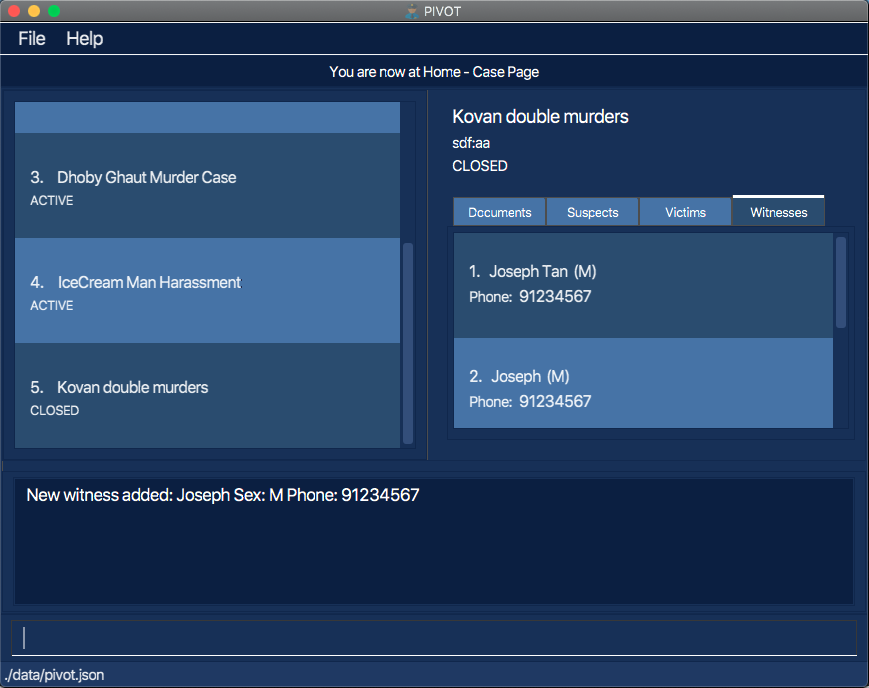 PIVOT
File Help
You are now at Home - Case Page
3. Dhoby Ghaut Murder Case
ACTIVE
4. IceCream Man Harassment
ACTIVE
5. Kovan double murders
CLOSED
Kovan double murders
sdf:aa
CLOSED
Documents Suspects Victims Witnesses
1. Joseph Tan (M)
Phone: 91234567
2. Joseph (M)
Phone: 91234567
New witness added: Joseph Sex: M Phone: 91234567
./data/pivot.json